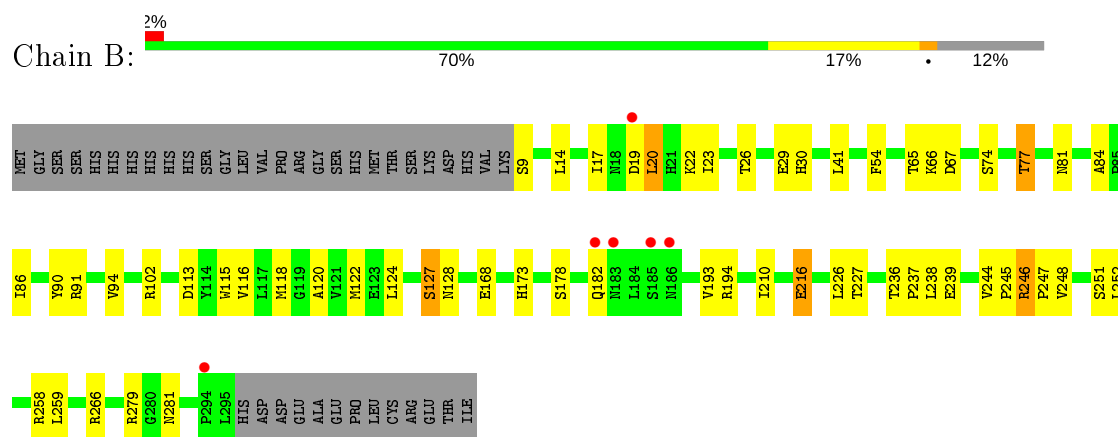 2%
Chain B:
70% 17% • 12%
MET GLY SER SER HIS HIS HIS HIS HIS HIS SER GLY LEU VAL PRO ARG GLY SER HIS MET THR SER LYS ASP HIS VAL LYS S9 L14 I17 N18 D19 L20 H21 K22 I23 T26 E29 H30 L41 F54 T65 K66 D67 S74 T77 N81 A84 P85
I86 Y90 R91 V94 R102 D113 Y114 W115 V116 L117 M118 G119 A120 V121 M122 E123 L124 S127 N128 E168 H173 S178 Q182 N183 L184 S185 N186 V193 R194 I210 E216 L226 T227 T236 P237 L238 E239 V244 P245 R246 P247 V248 S251 L252
R258 L259 R266 R279 G280 N281 P294 L295 HIS ASP ASP GLU ALA GLU PRO LEU CYS ARG GLU THR ILE